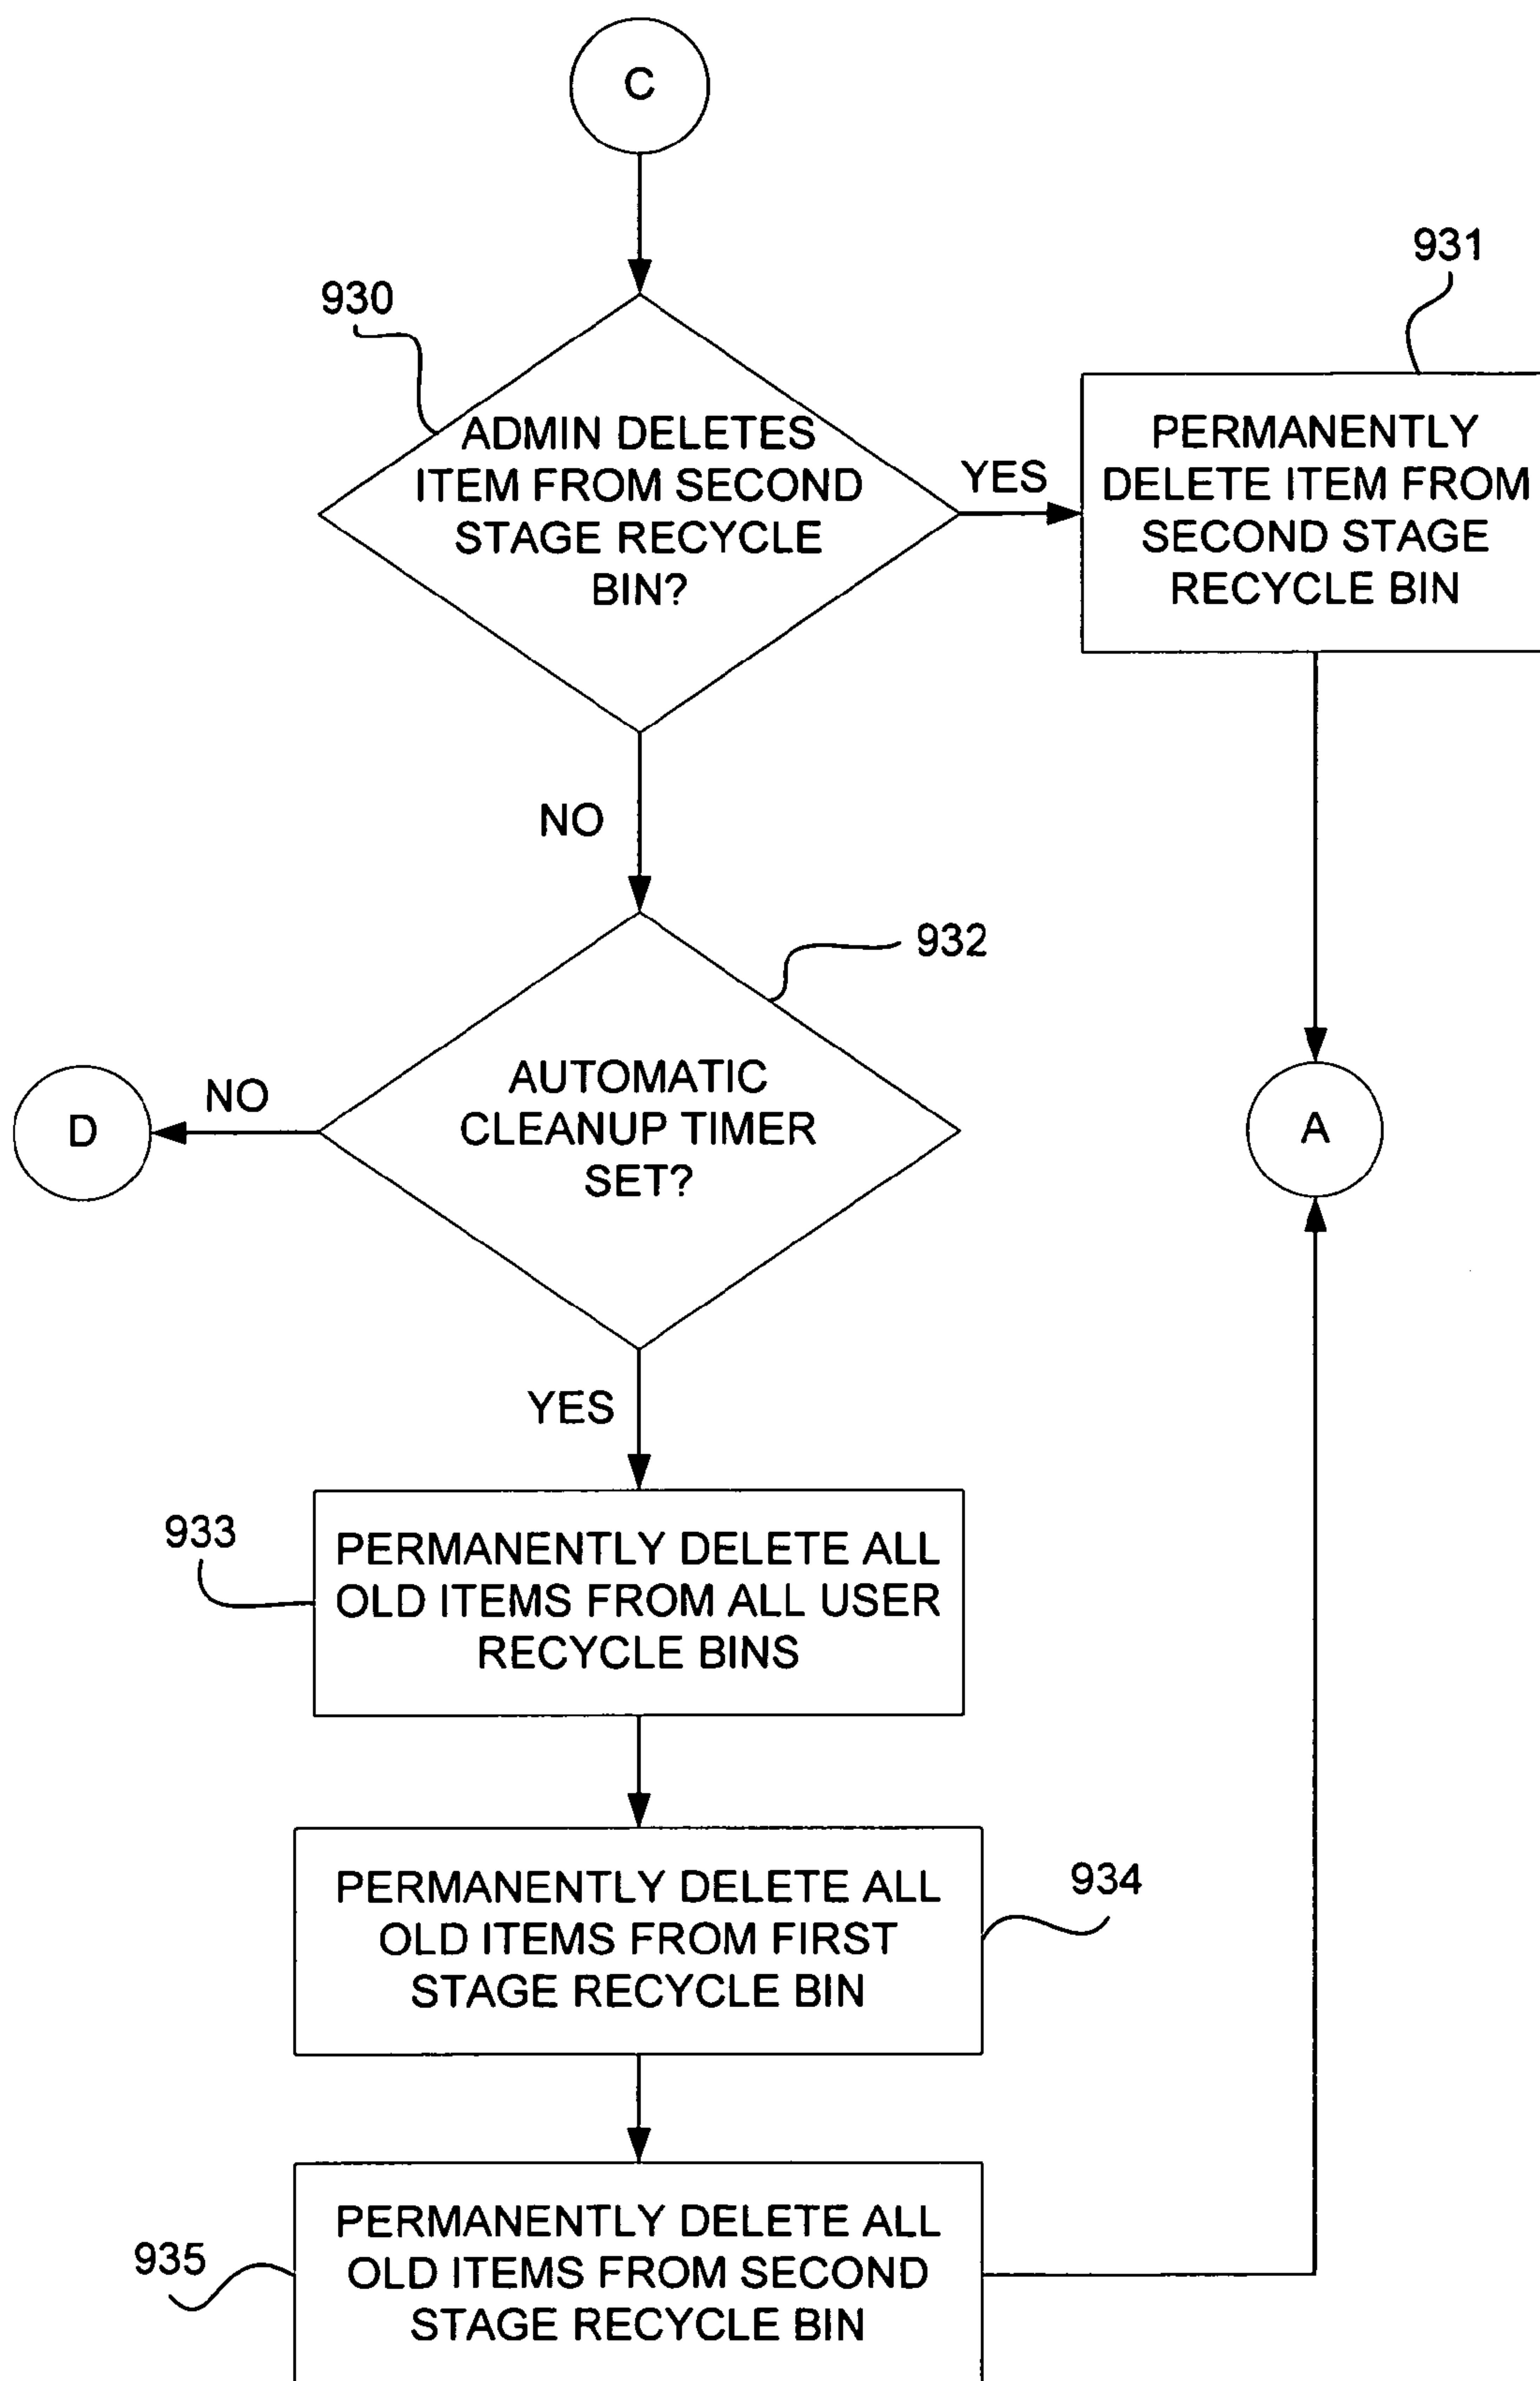 C
930
931
ADMIN DELETES
ITEM FROM SECOND
STAGE RECYCLE
BIN?
YES
PERMANENTLY
DELETE ITEM FROM
SECOND STAGE
RECYCLE BIN
NO
932
AUTOMATIC
CLEANUP TIMER
SET?
NO
D
A
YES
933
PERMANENTLY DELETE ALL
OLD ITEMS FROM ALL USER
RECYCLE BINS
934
PERMANENTLY DELETE ALL
OLD ITEMS FROM FIRST
STAGE RECYCLE BIN
935
PERMANENTLY DELETE ALL
OLD ITEMS FROM SECOND
STAGE RECYCLE BIN